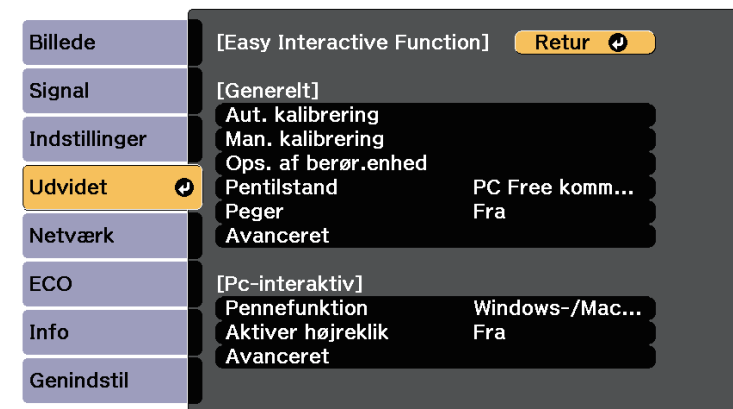 Billede
Signal
Indstillinger
Udvidet
Netværk
ECO
Info
Genindstil
[Easy Interactive Function] Retur
[Generelt]
Aut. kalibrering
Man. kalibrering
Ops. af berør.enhed
Pentilstand PC Free komm...
Peger Fra
Avanceret
[Pc-interaktiv]
Pennefunktion Windows-/Mac...
Aktiver højreklik Fra
Avanceret